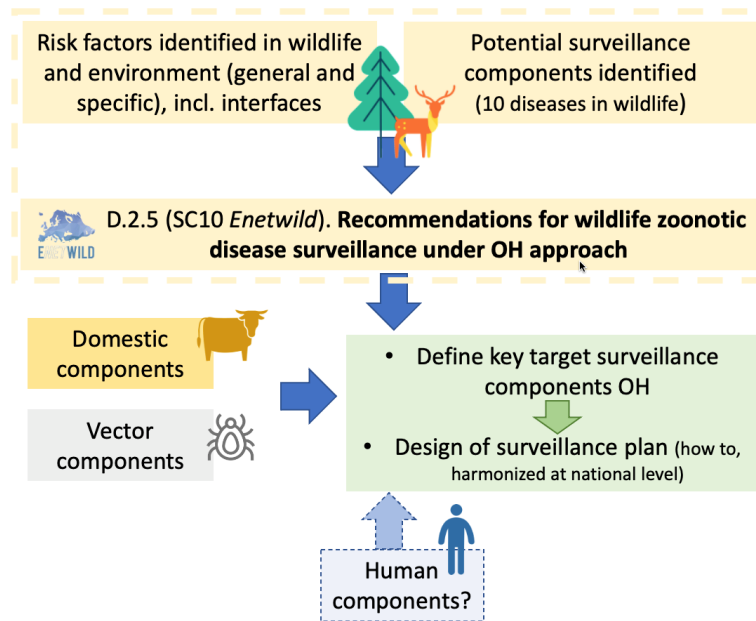 Risk factors identified in wildlife
and environment (general and
specific), incl. interfaces
Potential surveillance
components identified
(10 diseases in wildlife)
ENETWILD
D.2.5 (SC10 Enetwild). Recommendations for wildlife zoonotic
disease surveillance under OH approach
Domestic
components
Vector
components
• Define key target surveillance
components OH
• Design of surveillance plan (how to,
harmonized at national level)
Human
components?